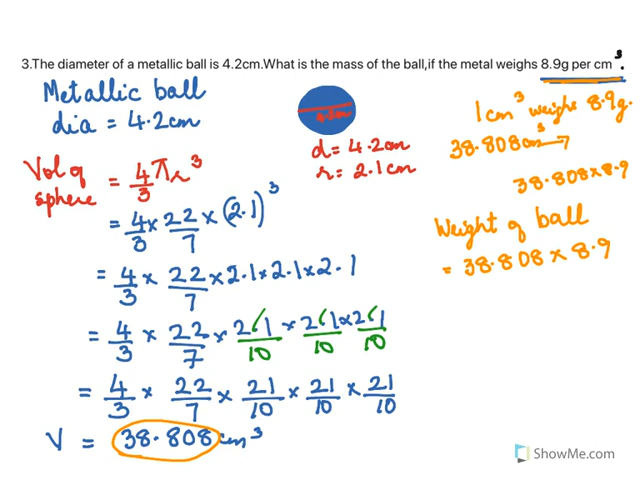 3.The diameter of a metallic ball is 4.2cm.What is the mass of the ball,if the metal weighs 8.9g per cm³.
Metallic ball
dia = 4.2cm
d = 4.2cm
r = 2.1cm
Vol of sphere = 4/3 πr³
= 4/3 × 22/7 × (2.1)³
= 4/3 × 22/7 × 2.1 × 2.1 × 2.1
= 4/3 × 22/7 × 21/10 × 21/10 × 21/10
= 4/3 × 22/7 × 21/10 × 21/10 × 21/10
V = 38.808 cm³
1 cm³ weighs 8.9g.
38.808cm³ →
38.808 × 8.9
Weight of ball
= 38.808 × 8.9
ShowMe.com